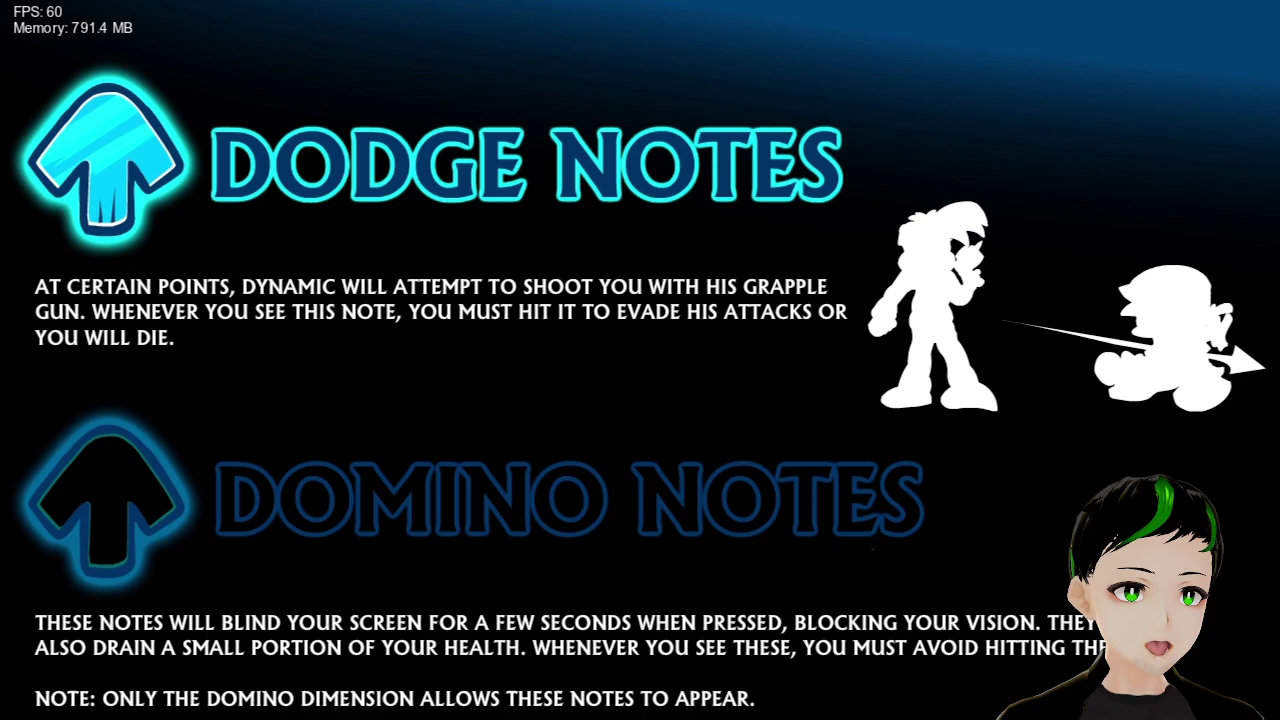 FPS: 60
Memory: 791.4 MB
DODGE NOTES
AT CERTAIN POINTS, DYNAMIC WILL ATTEMPT TO SHOOT YOU WITH HIS GRAPPLE
GUN. WHENEVER YOU SEE THIS NOTE, YOU MUST HIT IT TO EVADE HIS ATTACKS OR
YOU WILL DIE.
DOMINO NOTES
THESE NOTES WILL BLIND YOUR SCREEN FOR A FEW SECONDS WHEN PRESSED, BLOCKING YOUR VISION. THEY
ALSO DRAIN A SMALL PORTION OF YOUR HEALTH. WHENEVER YOU SEE THESE, YOU MUST AVOID HITTING
NOTE: ONLY THE DOMINO DIMENSION ALLOWS THESE NOTES TO APPEAR.